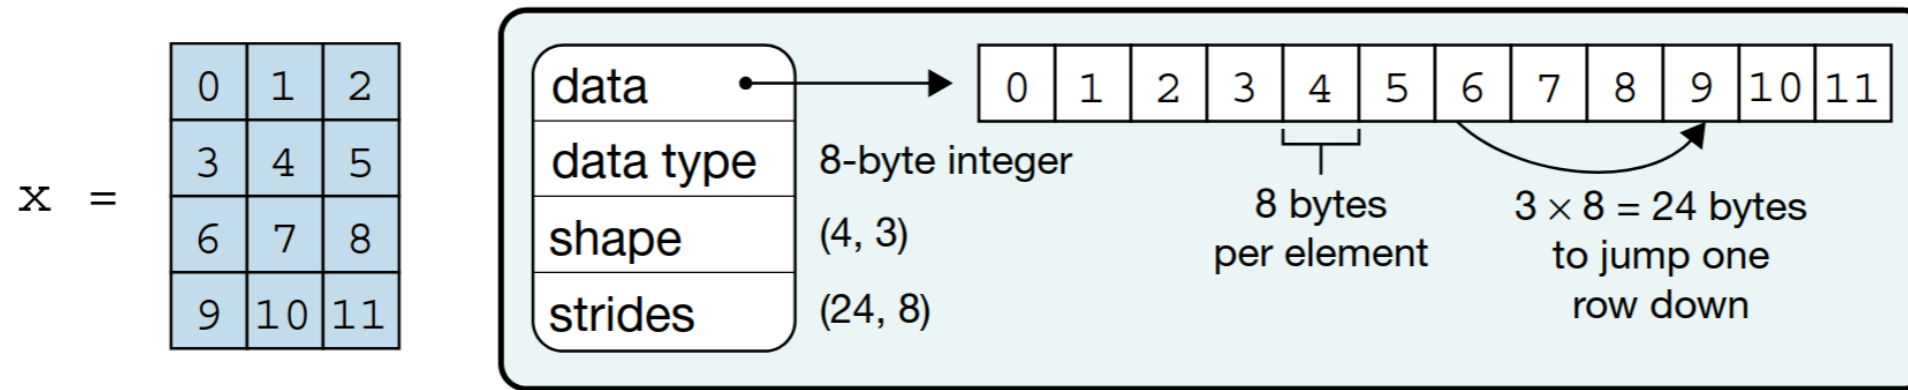 x =
0 1 2
3 4 5
6 7 8
9 10 11
data
data type 8-byte integer
shape (4, 3)
strides (24, 8)
0 1 2 3 4 5 6 7 8 9 10 11
8 bytes
per element
3 × 8 = 24 bytes
to jump one
row down